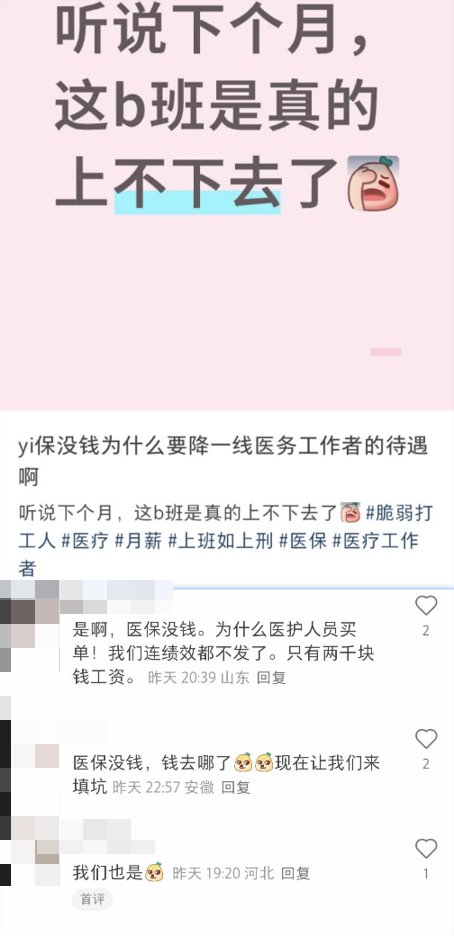 听说下个月，
这b班是真的
上不下去了
yi保没钱为什么要降一线医务工作者的待遇
啊
听说下个月，这b班是真的上不下去了 #脆弱打
工人 #医疗 #月薪 #上班如上刑 #医保 #医疗工作
者
是啊，医保没钱。为什么医护人员买
单！我们连绩效都不发了。只有两千块
钱工资。 昨天 20:39 山东 回复
2
医保没钱，钱去哪了现在让我们来
填坑 昨天 22:57 安徽 回复
2
我们也是 昨天 19:20 河北 回复
1
首评